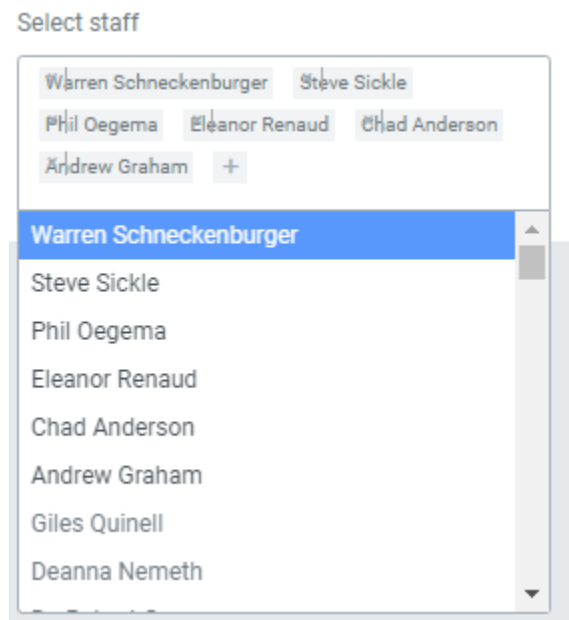 Select staff
Warren Schneckenburger Steve Sickle
Phil Oegema Eleanor Renaud Chad Anderson
Andrew Graham +
Warren Schneckenburger
Steve Sickle
Phil Oegema
Eleanor Renaud
Chad Anderson
Andrew Graham
Giles Quinell
Deanna Nemeth